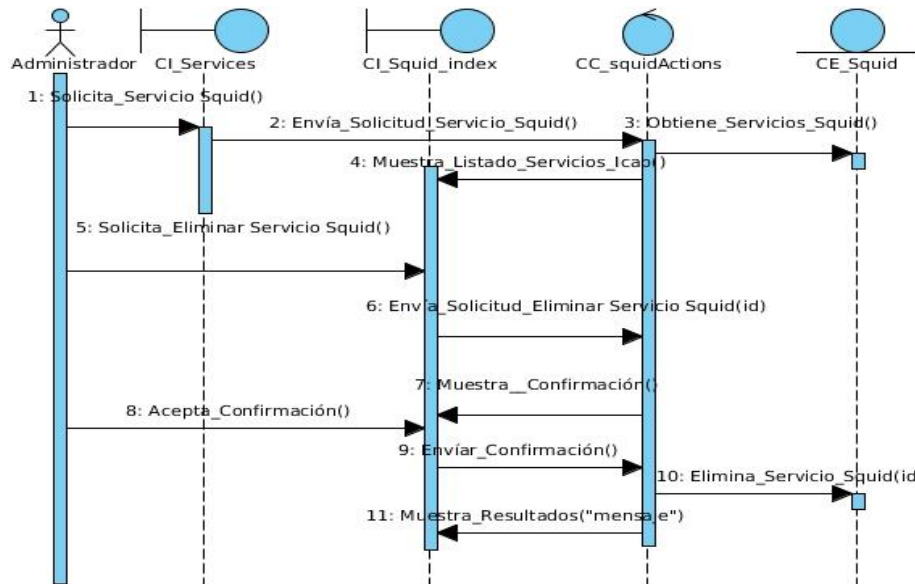 Administrador
CI_Services
CI_Squid_index
CC_squidActions
CE_Squid
1: Solicita_Servicio Squid()
2: Envía_Solicitud_Servicio_Squid()
3: Obtiene_Servicios_Squid()
4: Muestra_Listado_Servicios_Icap()
5: Solicita_Eliminar Servicio Squid()
6: Envía_Solicitud_Eliminar Servicio Squid(id)
7: Muestra__Confirmación()
8: Acepta_Confirmación()
9: Envíar_Confirmación()
10: Elimina_Servicio_Squid(id
11: Muestra_Resultados("mensaje")